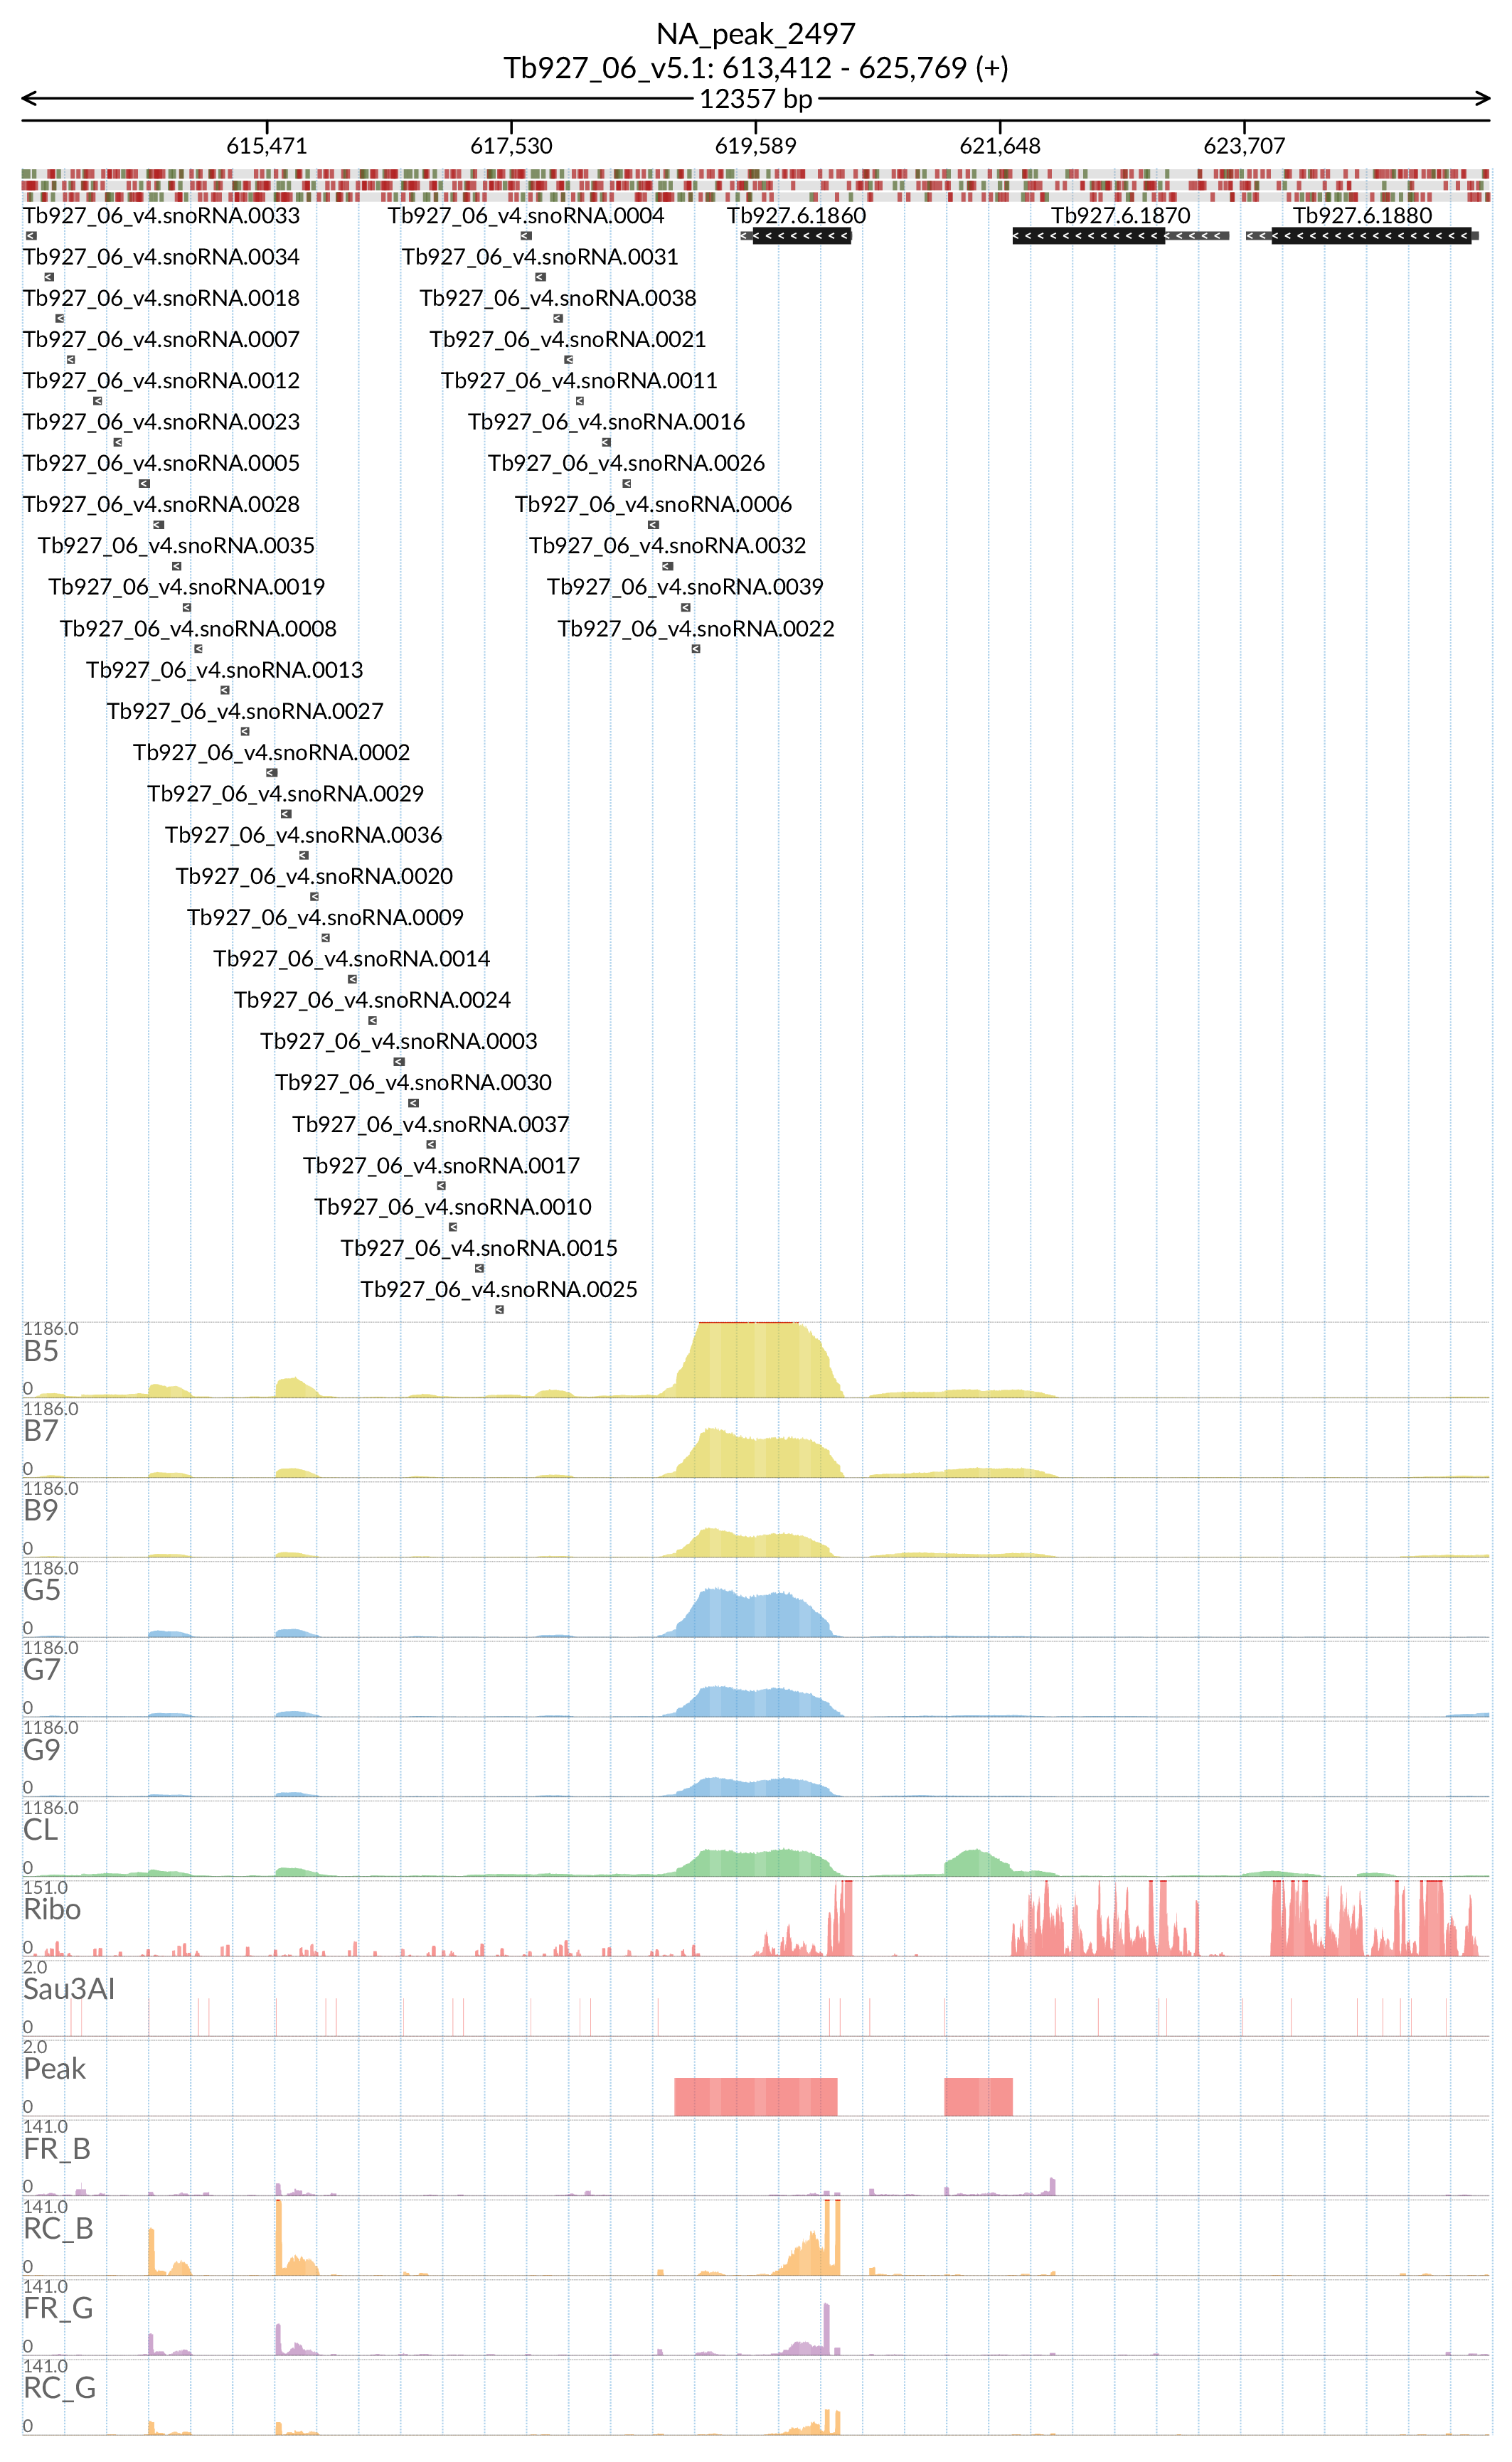 NA_peak_2497
Tb927_06_v5.1: 613,412 - 625,769 (+)
12357 bp
615,471 617,530 619,589 621,648 623,707
Tb927_06_v4.snoRNA.0033 Tb927_06_v4.snoRNA.0004 Tb927.6.1860 Tb927.6.1870 Tb927.6.1880
Tb927_06_v4.snoRNA.0034 Tb927_06_v4.snoRNA.0031
Tb927_06_v4.snoRNA.0018 Tb927_06_v4.snoRNA.0038
Tb927_06_v4.snoRNA.0007 Tb927_06_v4.snoRNA.0021
Tb927_06_v4.snoRNA.0012 Tb927_06_v4.snoRNA.0011
Tb927_06_v4.snoRNA.0023 Tb927_06_v4.snoRNA.0016
Tb927_06_v4.snoRNA.0005 Tb927_06_v4.snoRNA.0026
Tb927_06_v4.snoRNA.0028 Tb927_06_v4.snoRNA.0006
Tb927_06_v4.snoRNA.0035 Tb927_06_v4.snoRNA.0032
Tb927_06_v4.snoRNA.0019 Tb927_06_v4.snoRNA.0039
Tb927_06_v4.snoRNA.0008 Tb927_06_v4.snoRNA.0022
Tb927_06_v4.snoRNA.0013
Tb927_06_v4.snoRNA.0027
Tb927_06_v4.snoRNA.0002
Tb927_06_v4.snoRNA.0029
Tb927_06_v4.snoRNA.0036
Tb927_06_v4.snoRNA.0020
Tb927_06_v4.snoRNA.0009
Tb927_06_v4.snoRNA.0014
Tb927_06_v4.snoRNA.0024
Tb927_06_v4.snoRNA.0003
Tb927_06_v4.snoRNA.0030
Tb927_06_v4.snoRNA.0037
Tb927_06_v4.snoRNA.0017
Tb927_06_v4.snoRNA.0010
Tb927_06_v4.snoRNA.0015
Tb927_06_v4.snoRNA.0025
1186.0
B5
0
1186.0
B7
0
1186.0
B9
0
1186.0
G5
0
1186.0
G7
0
1186.0
G9
0
1186.0
CL
0
151.0
Ribo
0
2.0
Sau3AI
0
2.0
Peak
0
141.0
FR_B
0
141.0
RC_B
0
141.0
FR_G
0
141.0
RC_G
0